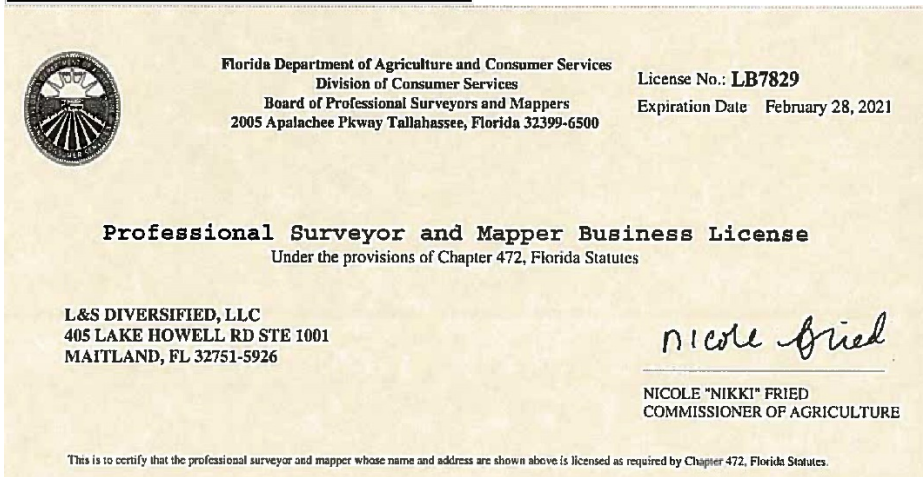 Florida Department of Agriculture and Consumer Services
Division of Consumer Services
Board of Professional Surveyors and Mappers
2005 Apalachee Pkway Tallahassee, Florida 32399-6500
License No.: LB7829
Expiration Date February 28, 2021
Professional Surveyor and Mapper Business License
Under the provisions of Chapter 472, Florida Statutes
L&S DIVERSIFIED, LLC
405 LAKE HOWELL RD STE 1001
MAITLAND, FL 32751-5926
nicole fried
NICOLE "NIKKI" FRIED
COMMISSIONER OF AGRICULTURE
This is to certify that the professional surveyor and mapper whose name and address are shown above is licensed as required by Chapter 472, Florida Statutes.